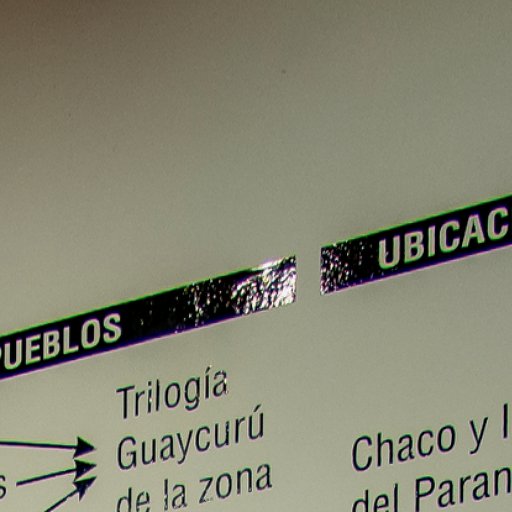 PUEBLOS
UBICAC
Trilogía
Guaycurú
de la zona
Chaco y l
del Paran
s